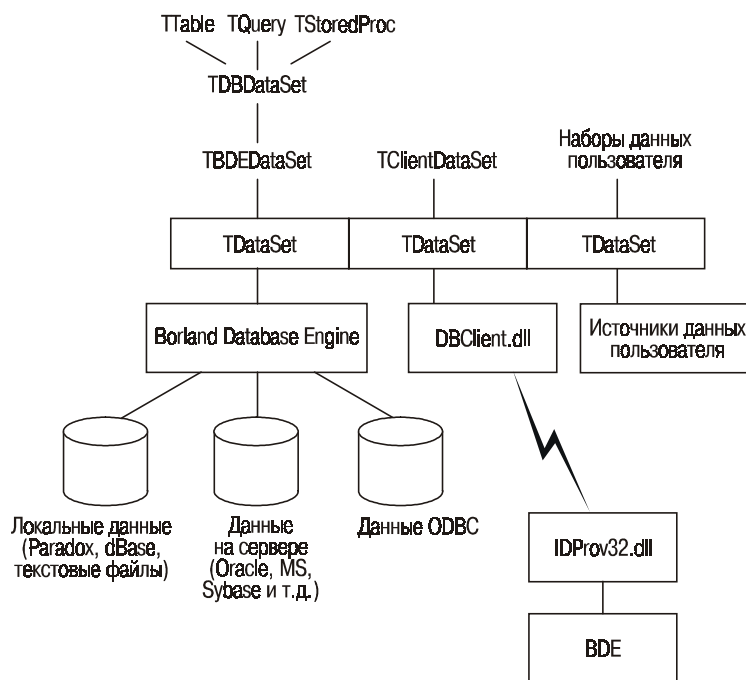 TTable TQuery TStoredProc
TDBDataSet
TBDEDataSet
TClientDataSet
Наборы данных
пользователя
TDataSet
TDataSet
TDataSet
Borland Database Engine
DBClient.dll
Источники данных
пользователя
Локальные данные
(Paradox, dBase,
текстовые файлы)
Данные
на сервере
(Oracle, MS,
Sybase и т.д.)
Данные ODBC
IDProv32.dll
BDE